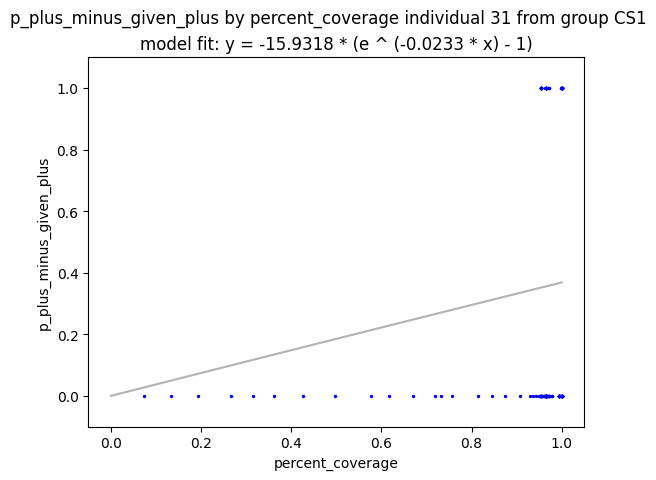 p_plus_minus_given_plus by percent_coverage individual 31 from group CS1
model fit: y = -15.9318 * (e ^ (-0.0233 * x) - 1)
1.0
0.8
0.6
0.4
0.2
0.0
p_plus_minus_given_plus
0.0 0.2 0.4 0.6 0.8 1.0
percent_coverage